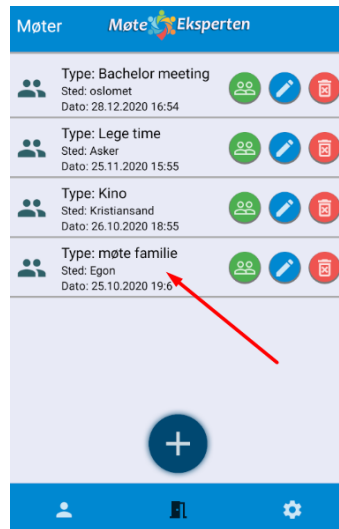 Møter
Møte Eksperten
Type: Bachelor meeting
Sted: oslomet
Dato: 28.12.2020 16:54
Type: Lege time
Sted: Asker
Dato: 25.11.2020 15:55
Type: Kino
Sted: Kristiansand
Dato: 26.10.2020 18:55
Type: møte familie
Sted: Egon
Dato: 25.10.2020 19:6